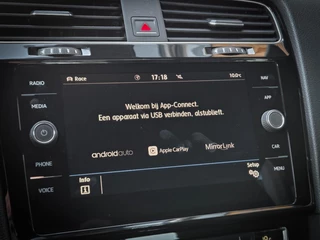 RADIO
Race
17:18
10.0°C
NAV
Welkom bij App-Connect.
Een apparaat via USB verbinden, alstublieft.
MEDIA
APP
androidauto
Apple CarPlay
MirrorLink
PHONE
CAR
VOICE
Info
Setup
MENU